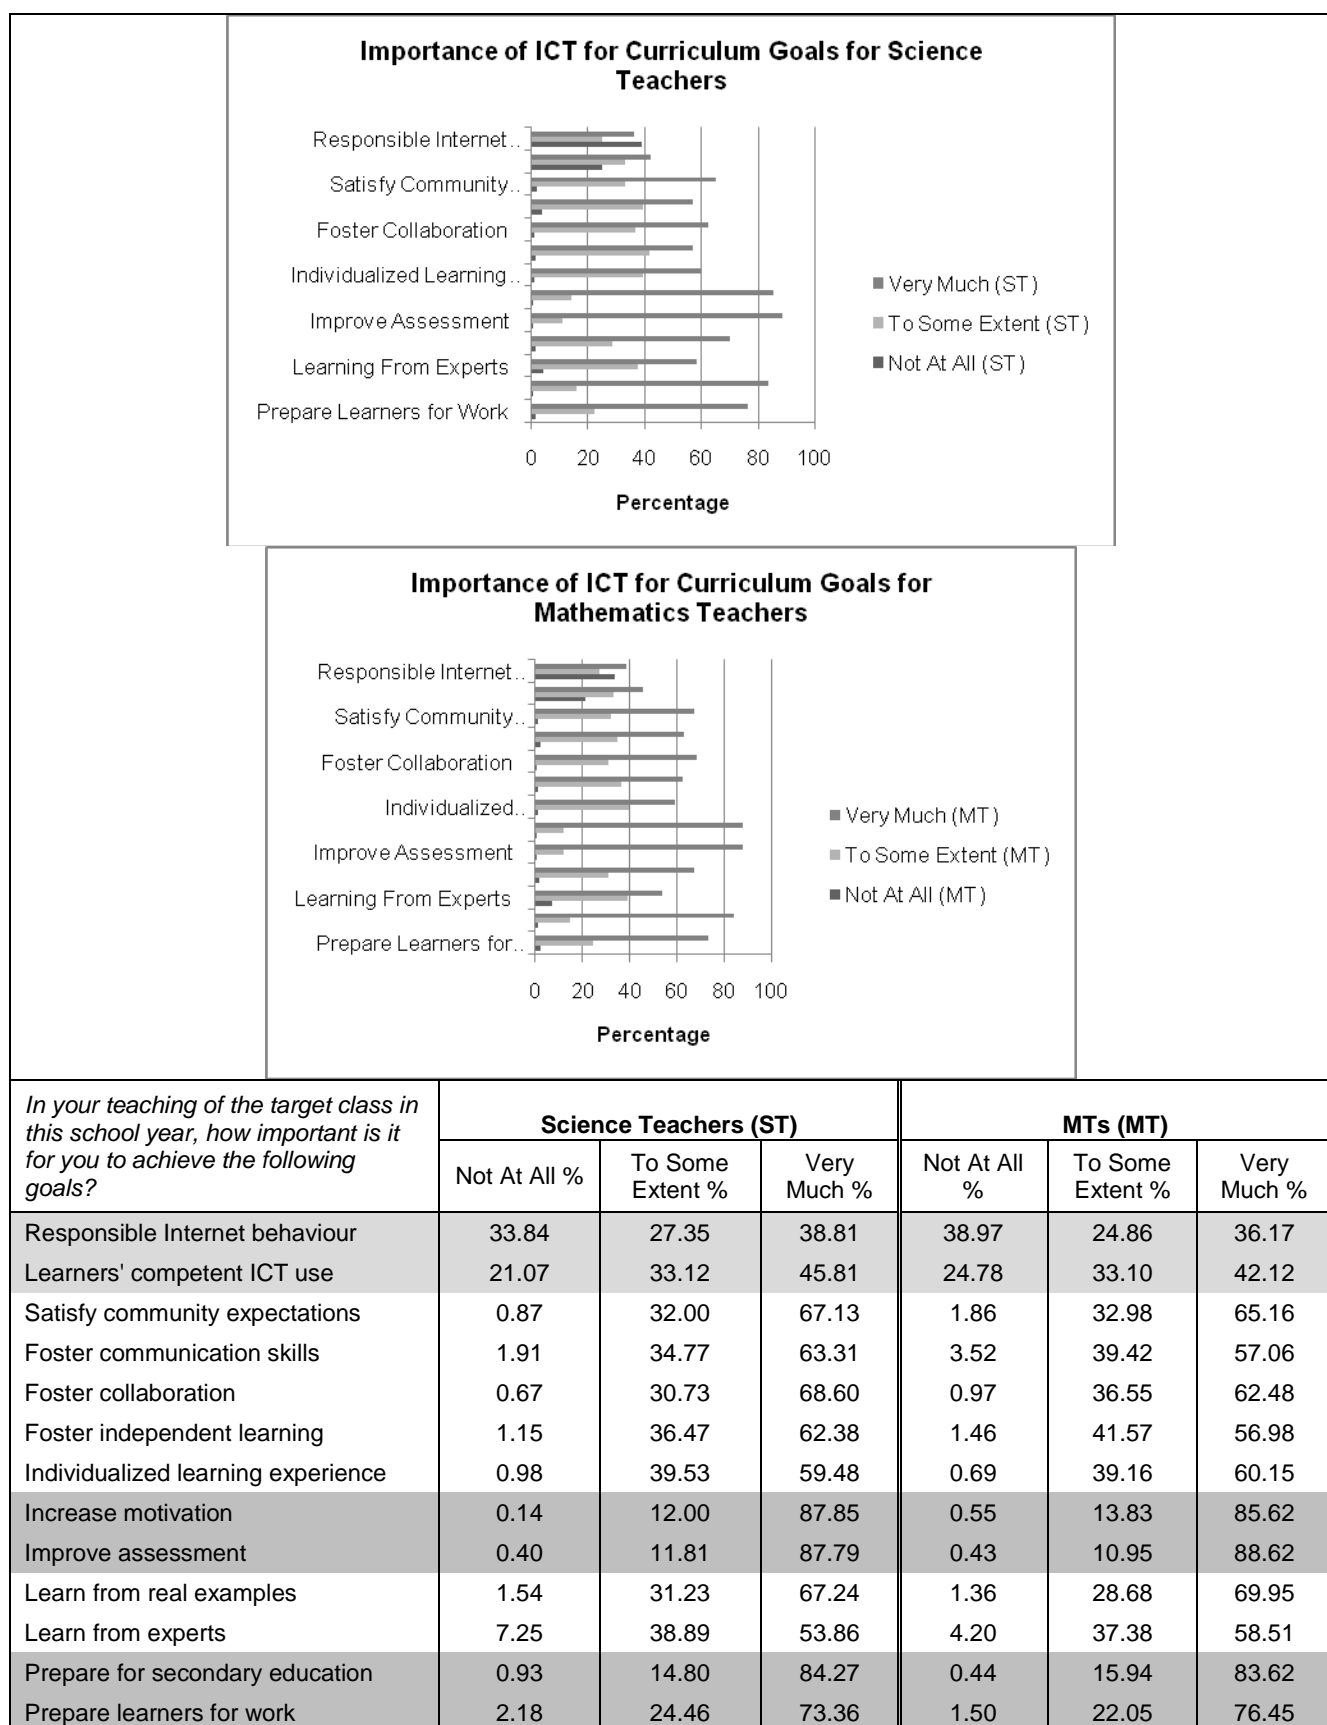 Importance of ICT for Curriculum Goals for Science
Teachers
Responsible Internet..
Satisfy Community..
Foster Collaboration
Individualized Learning..
Improve Assessment
Learning From Experts
Prepare Learners for Work
Very Much (ST)
To Some Extent (ST)
Not At All (ST)
0 20 40 60 80 100
Percentage
Importance of ICT for Curriculum Goals for
Mathematics Teachers
Responsible Internet..
Satisfy Community..
Foster Collaboration
Individualized..
Improve Assessment
Learning From Experts
Prepare Learners for..
Very Much (MT)
To Some Extent (MT)
Not At All (MT)
0 20 40 60 80 100
Percentage
In your teaching of the target class in
this school year, how important is it
for you to achieve the following
goals?
Science Teachers (ST) MTs (MT)
Not At All % To Some Extent % Very Much % Not At All % To Some Extent % Very Much %
Responsible Internet behaviour 33.84 27.35 38.81 38.97 24.86 36.17
Learners' competent ICT use 21.07 33.12 45.81 24.78 33.10 42.12
Satisfy community expectations 0.87 32.00 67.13 1.86 32.98 65.16
Foster communication skills 1.91 34.77 63.31 3.52 39.42 57.06
Foster collaboration 0.67 30.73 68.60 0.97 36.55 62.48
Foster independent learning 1.15 36.47 62.38 1.46 41.57 56.98
Individualized learning experience 0.98 39.53 59.48 0.69 39.16 60.15
Increase motivation 0.14 12.00 87.85 0.55 13.83 85.62
Improve assessment 0.40 11.81 87.79 0.43 10.95 88.62
Learn from real examples 1.54 31.23 67.24 1.36 28.68 69.95
Learn from experts 7.25 38.89 53.86 4.20 37.38 58.51
Prepare for secondary education 0.93 14.80 84.27 0.44 15.94 83.62
Prepare learners for work 2.18 24.46 73.36 1.50 22.05 76.45